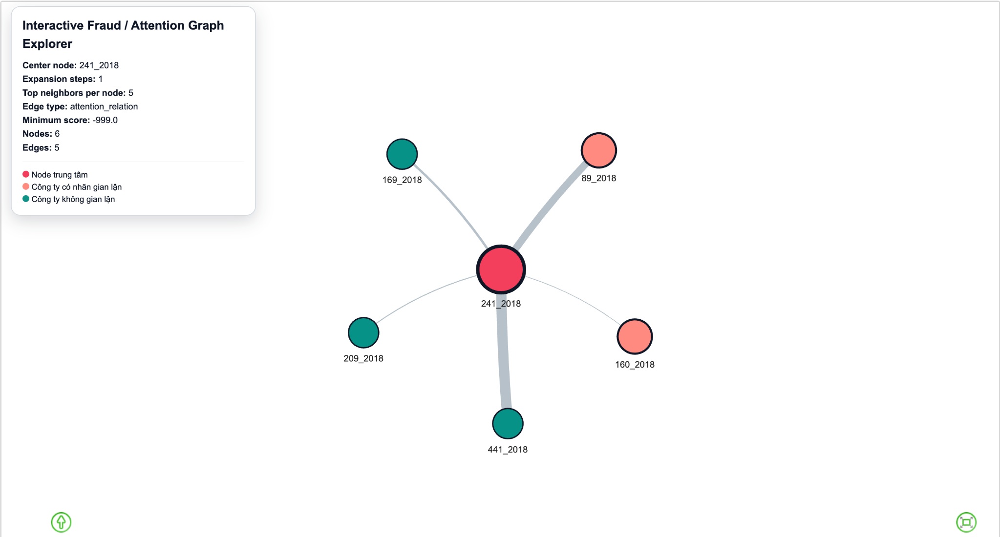 Interactive Fraud / Attention Graph
Explorer
Center node: 241_2018
Expansion steps: 1
Top neighbors per node: 5
Edge type: attention_relation
Minimum score: -999.0
Nodes: 6
Edges: 5
Node trung tâm
Công ty có nhãn gian lận
Công ty không gian lận
169_2018
89_2018
241_2018
209_2018
160_2018
441_2018